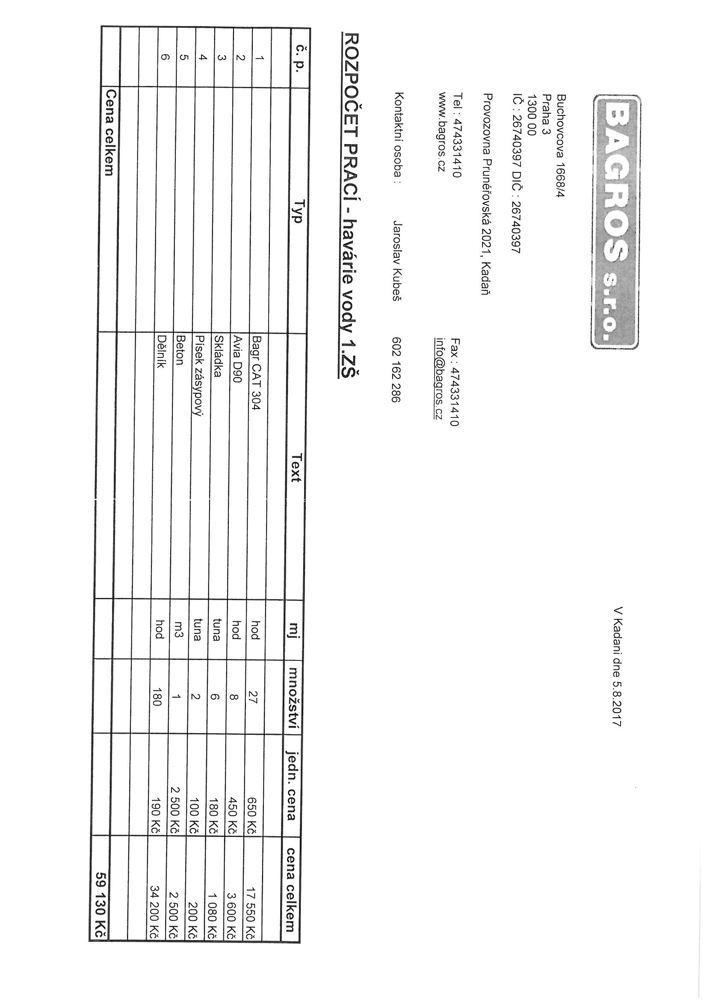 BAGROS s.r.o.
V Kadani dne 5.8.2017
Buchovcova 1668/4
Praha 3
1300 00
IČ : 26740397 DIČ : 26740397
Provozovna Prunéřovská 2021, Kadaň
Tel : 474331410 Fax : 474331410
www.bagros.cz info@bagros.cz
Kontaktní osoba : Jaroslav Kubeš 602 162 286
ROZPOČET PRACÍ - havárie vody 1.ZŠ
č. p. Typ Text mj množství jedn. cena cena celkem
1 Bagr CAT 304 hod 27 650 Kč 17 550 Kč
2 Avia D90 hod 8 450 Kč 3 600 Kč
3 Skládka tuna 6 180 Kč 1 080 Kč
4 Písek zásypový tuna 2 100 Kč 200 Kč
5 Beton m3 1 2 500 Kč 2 500 Kč
6 Dělník hod 180 190 Kč 34 200 Kč
Cena celkem 59 130 Kč